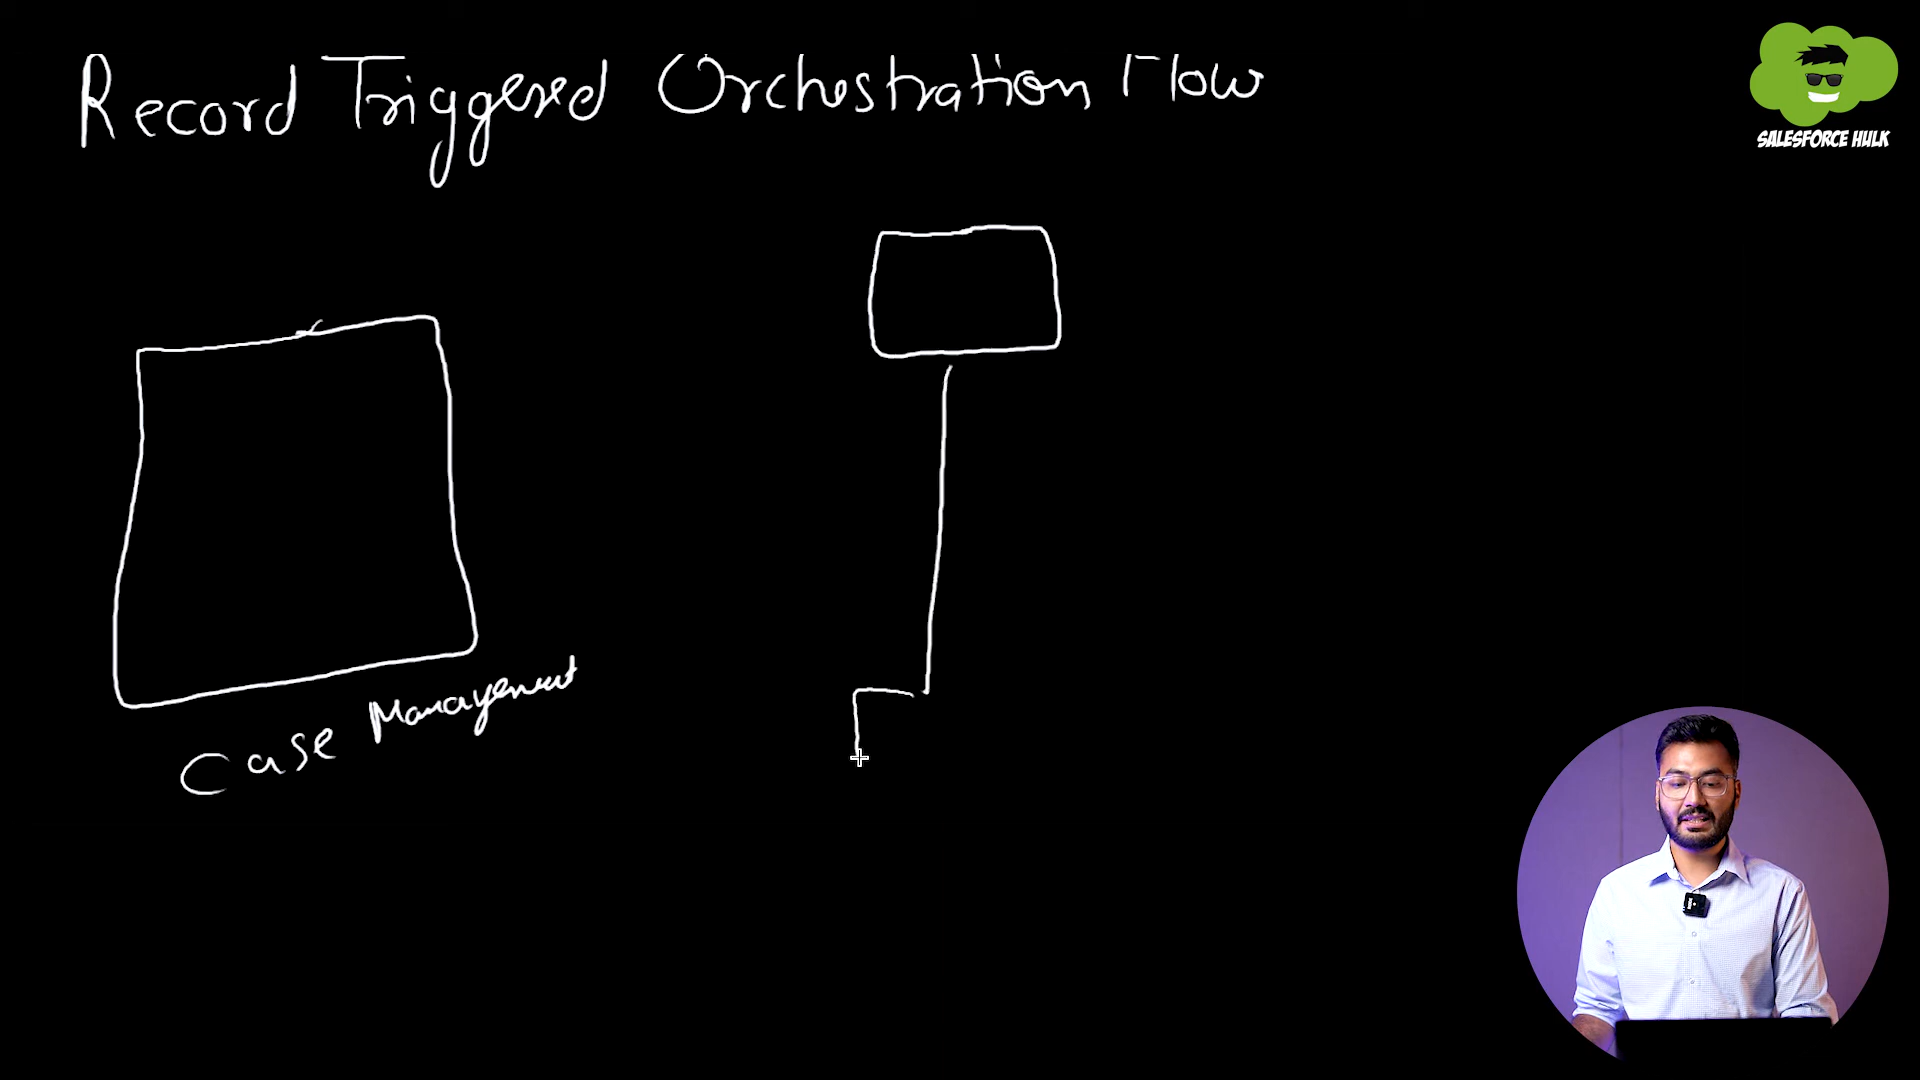 Record Triggered Orchestration Flow
SALESFORCE HULK
Case Management